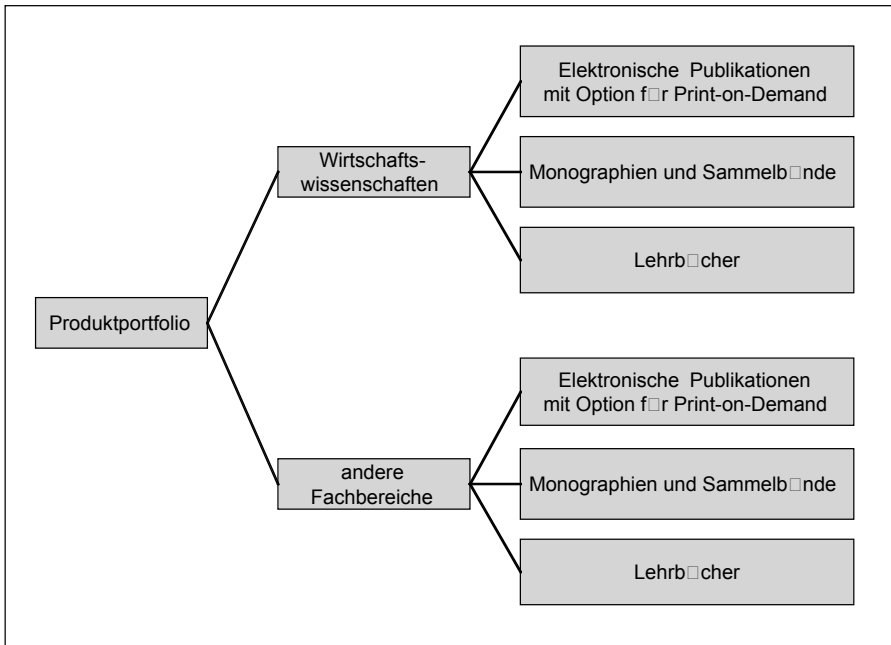 Elektronische Publikationen
mit Option f□r Print-on-Demand
Wirtschafts-
wissenschaften
Monographien und Sammelb□nde
Lehrb□cher
Produktportfolio
Elektronische Publikationen
mit Option f□r Print-on-Demand
andere
Fachbereiche
Monographien und Sammelb□nde
Lehrb□cher